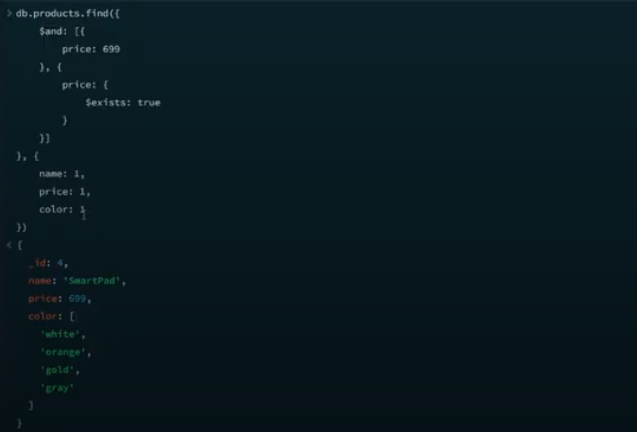 > db.products.find({
$and: [{
price: 699
}, {
price: {
$exists: true
}
}]
}, {
name: 1,
price: 1,
color: 1
})
< {
_id: 4,
name: 'SmartPad',
price: 699,
color: [
'white',
'orange',
'gold',
'gray'
]
}